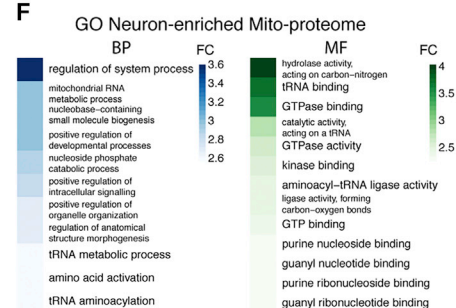 F
GO Neuron-enriched Mito-proteome
BP
FC
regulation of system process
mitochondrial RNA
metabolic process
nucleobase-containing
small molecule biogenesis
positive regulation of
developmental processes
nucleoside phosphate
catabolic process
positive regulation of
intracellular signalling
positive regulation of
organelle organization
regulation of anatomical
structure morphogenesis
tRNA metabolic process
amino acid activation
tRNA aminoacylation
3.6
3.4
3.2
3
2.8
2.6
MF
FC
hydrolase activity,
acting on carbon-nitrogen
tRNA binding
GTPase binding
catalytic activity,
acting on a tRNA
GTPase activity
kinase binding
aminoacyl-tRNA ligase activity
ligase activity, forming
carbon-oxygen bonds
GTP binding
purine nucleoside binding
guanyl nucleotide binding
purine ribonucleoside binding
guanyl ribonucleotide binding
4
3.5
3
2.5